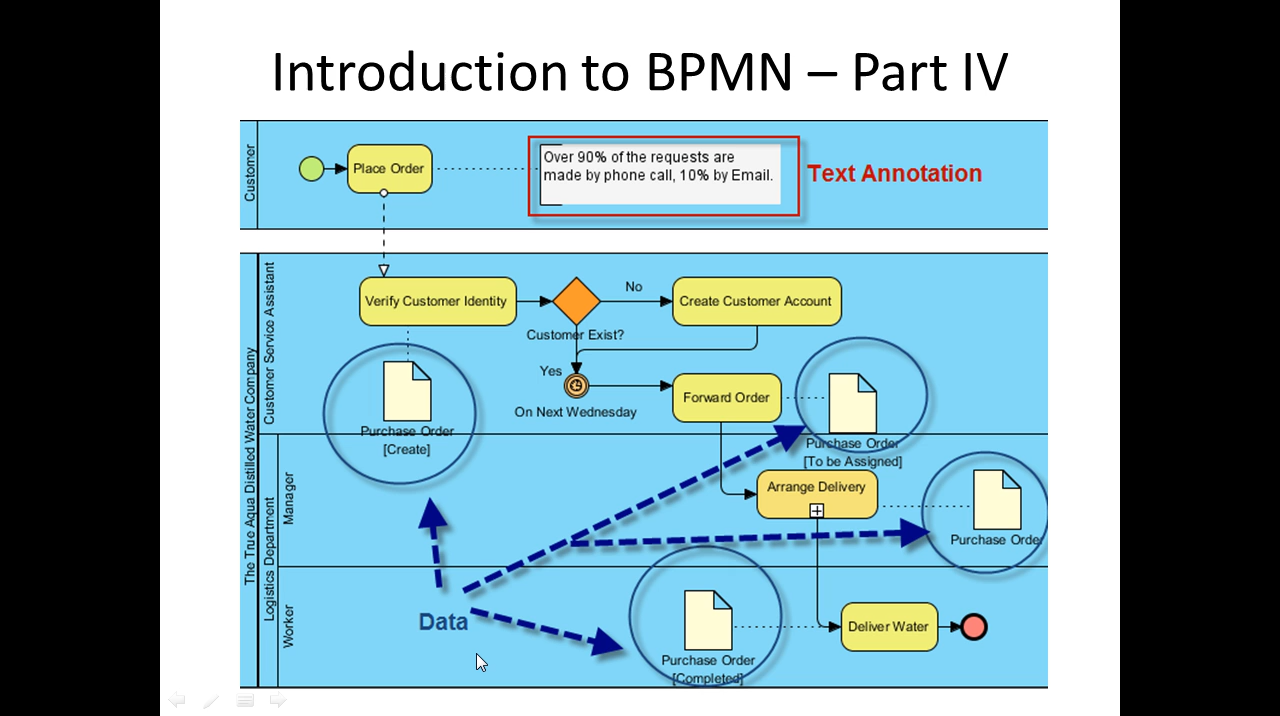 Introduction to BPMN – Part IV
Customer
Place Order
Over 90% of the requests are
made by phone call, 10% by Email.
Text Annotation
The True Aqua Distilled Water Company
Customer Service Assistant
Verify Customer Identity
No
Create Customer Account
Customer Exist?
Yes
On Next Wednesday
Forward Order
Purchase Order
[Create]
Purchase Order
[To be Assigned]
Logistics Department
Manager
Arrange Delivery
Purchase Order
Worker
Data
Deliver Water
Purchase Order
[Completed]